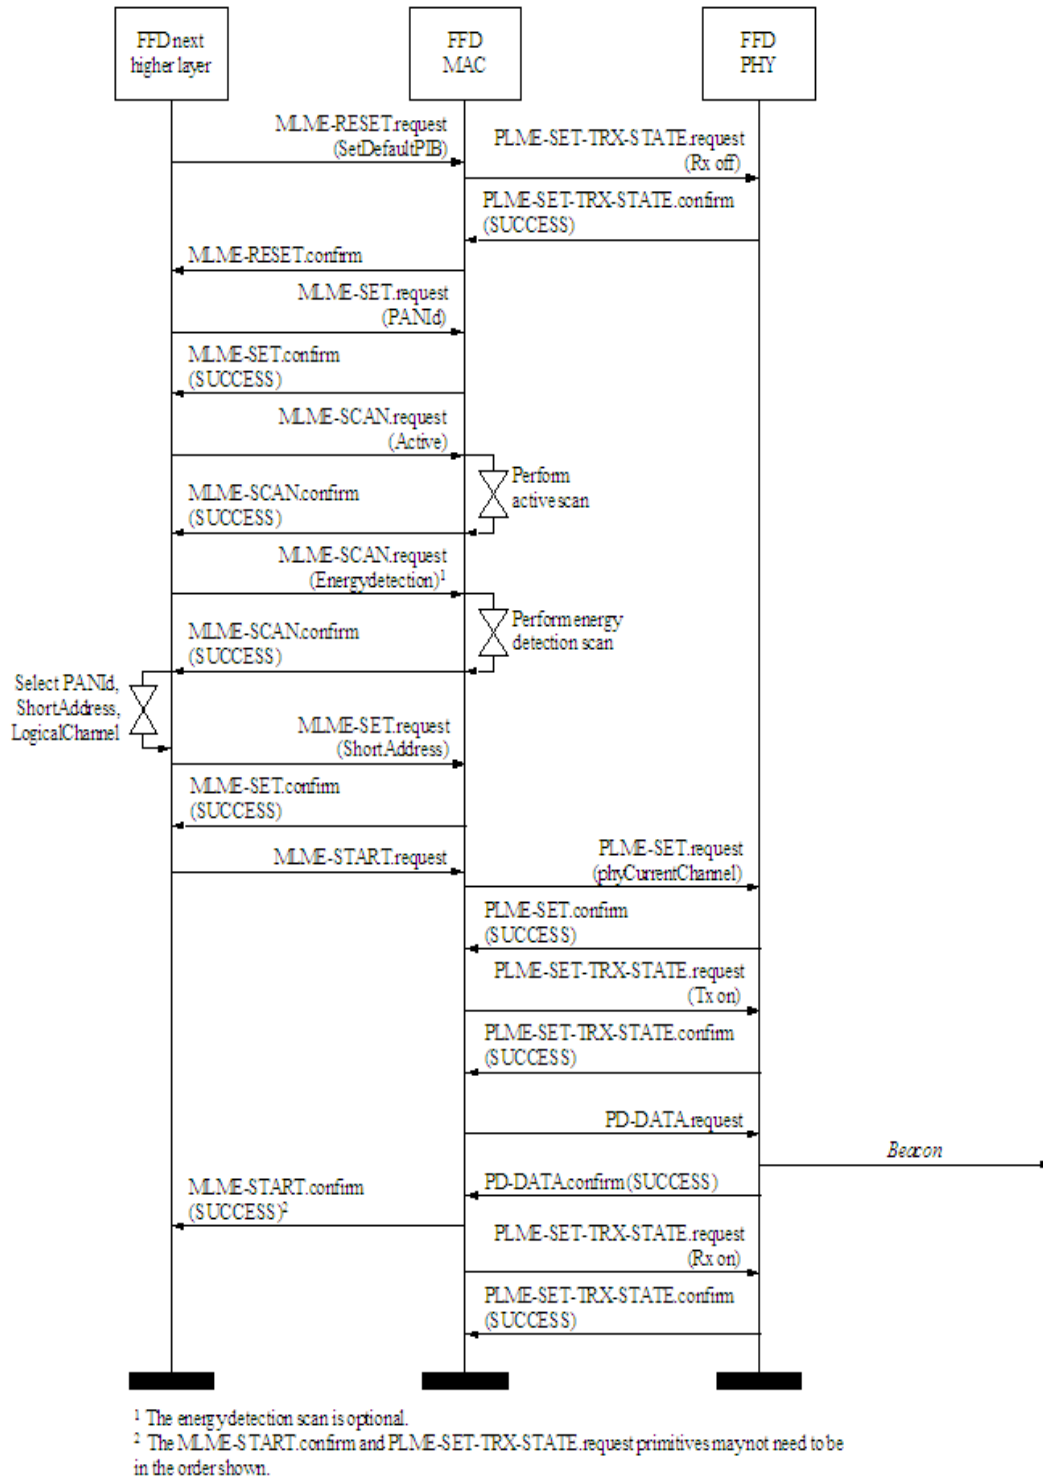 FFD next
higher layer
FFD
MAC
FFD
PHY
MLME-RESET.request
(SetDefaultPIB)
PLME-SET-TRX-STATE.request
(Rx off)
PLME-SET-TRX-STATE.confirm
(SUCCESS)
MLME-RESET.confirm
MLME-SET.request
(PANId)
MLME-SET.confirm
(SUCCESS)
MLME-SCAN.request
(Active)
Perform
active scan
MLME-SCAN.confirm
(SUCCESS)
MLME-SCAN.request
(Energy detection)¹
Perform energy
detection scan
MLME-SCAN.confirm
(SUCCESS)
Select PANId,
ShortAddress,
LogicalChannel
MLME-SET.request
(ShortAddress)
MLME-SET.confirm
(SUCCESS)
MLME-START.request
PLME-SET.request
(phyCurrentChannel)
PLME-SET.confirm
(SUCCESS)
PLME-SET-TRX-STATE.request
(Tx on)
PLME-SET-TRX-STATE.confirm
(SUCCESS)
PD-DATA.request
Beacon
PD-DATA.confirm (SUCCESS)
MLME-START.confirm
(SUCCESS)²
PLME-SET-TRX-STATE.request
(Rx on)
PLME-SET-TRX-STATE.confirm
(SUCCESS)
¹ The energy detection scan is optional.
² The MLME-START.confirm and PLME-SET-TRX-STATE.request primitives may not need to be
in the order shown.